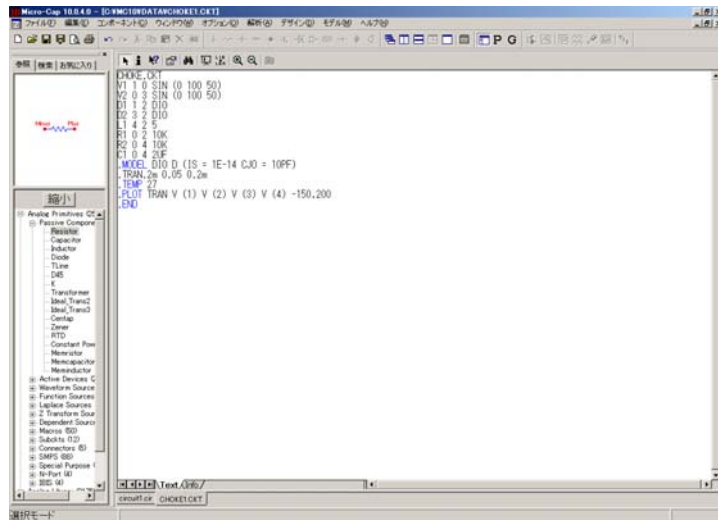 Micro-Cap 10.0.4.0 - [C:¥MC10¥DATA¥CHOKE1.CKT]
ファイル(F) 編集(E) コンポーネント(C) ウィンドウ(W) オプション(O) 解析(A) デザイン(D) モデル(M) ヘルプ(H)
P G
参照 検索 お気に入り
Minus Plus
縮小
Analog Primitives
Passive Compone
Resistor
Capacitor
Inductor
Diode
TLine
D45
K
Transformer
Ideal_Trans2
Ideal_Trans3
Centap
Zener
RTD
Constant Pow
Memristor
Memcapacitor
Meminductor
Active Devices
Waveform Source
Function Sources
Laplace Sources
Z Transform Sour
Dependent Source
Macros (50)
Subckts (12)
Connectors (5)
SMPS (88)
Special Purpose
N-Port (4)
IBIS (4)
CHOKE.CKT
V1 1 0 SIN (0 100 50)
V2 0 3 SIN (0 100 50)
D1 1 2 DIO
D2 3 2 DIO
L1 4 2 5
R1 0 2 10K
R2 0 4 10K
C1 0 4 2UF
.MODEL DIO D (IS = 1E-14 CJO = 10PF)
.TRAN.2m 0.05 0.2m
.TEMP 27
.PLOT TRAN V (1) V (2) V (3) V (4) -150,200
.END
Text Info
circuit1.cir CHOKE1.CKT
選択モード